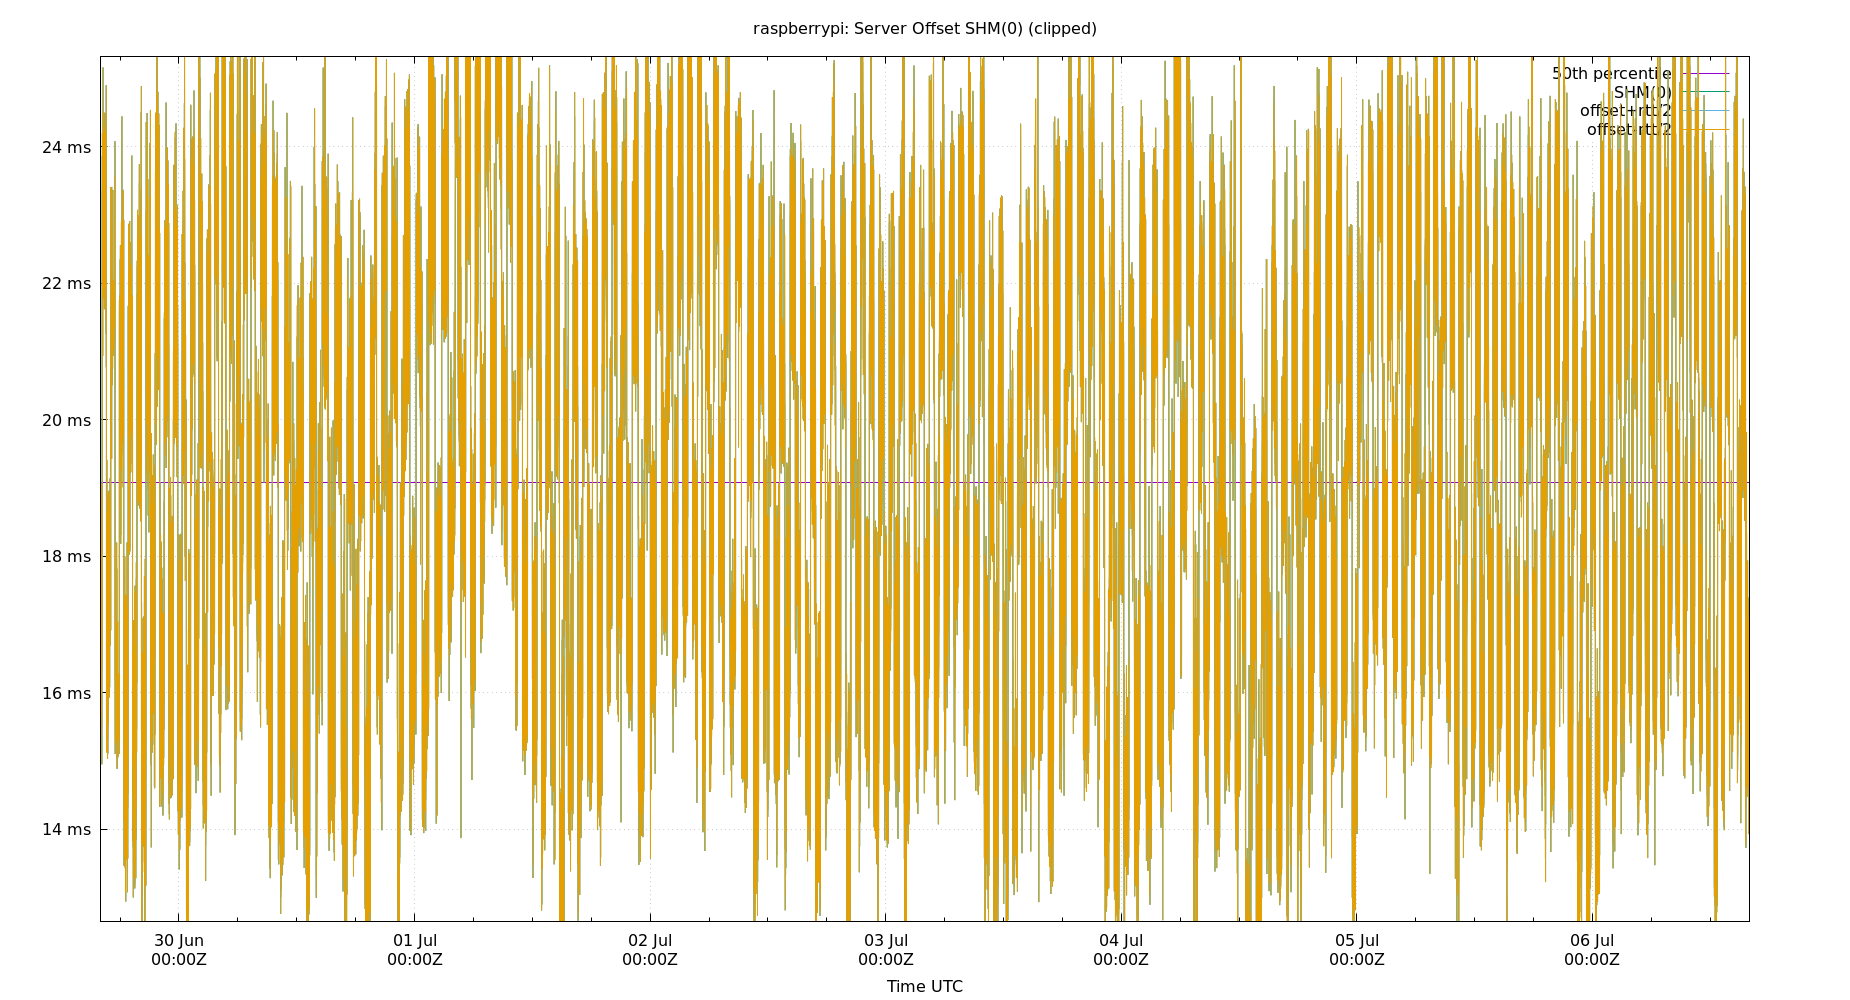 raspberrypi: Server Offset SHM(0) (clipped)
50th percentile
SHM(0)
offset+rtt/2
offset-rtt/2
24 ms
22 ms
20 ms
18 ms
16 ms
14 ms
30 Jun
00:00Z
01 Jul
00:00Z
02 Jul
00:00Z
03 Jul
00:00Z
04 Jul
00:00Z
05 Jul
00:00Z
06 Jul
00:00Z
Time UTC